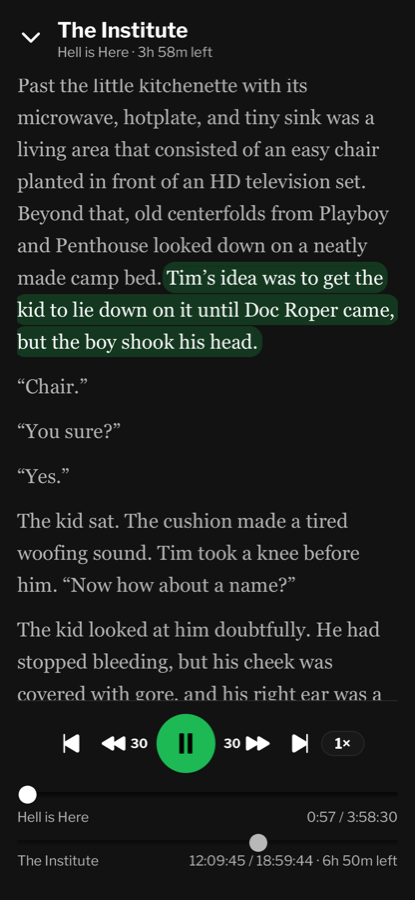 The Institute
Hell is Here · 3h 58m left
Past the little kitchenette with its
microwave, hotplate, and tiny sink was a
living area that consisted of an easy chair
planted in front of an HD television set.
Beyond that, old centerfolds from Playboy
and Penthouse looked down on a neatly
made camp bed. Tim’s idea was to get the
kid to lie down on it until Doc Roper came,
but the boy shook his head.
“Chair.”
“You sure?”
“Yes.”
The kid sat. The cushion made a tired
woofing sound. Tim took a knee before
him. “Now how about a name?”
The kid looked at him doubtfully. He had
stopped bleeding, but his cheek was
covered with gore, and his right ear was a
30 30 1×
Hell is Here 0:57 / 3:58:30
The Institute 12:09:45 / 18:59:44 · 6h 50m left